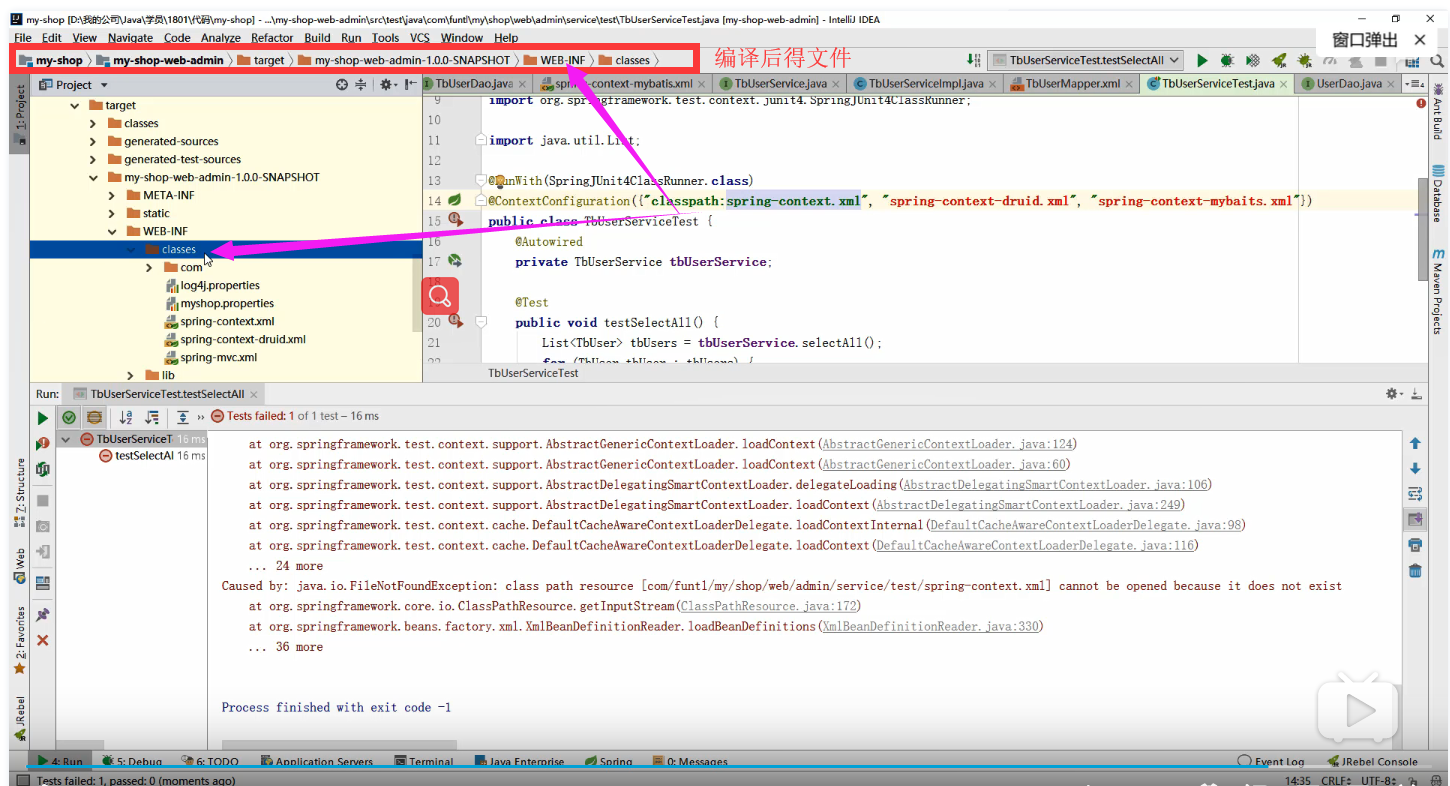 my-shop [D:\我的公司\Java\学员\1801\代码\my-shop] - ...\my-shop-web-admin\src\test\java\com\funtl\my\shop\web\admin\service\test\TbUserServiceTest.java [my-shop-web-admin] - IntelliJ IDEA
File Edit View Navigate Code Analyze Refactor Build Run Tools VCS Window Help
窗口弹出
my-shop my-shop-web-admin target my-shop-web-admin-1.0.0-SNAPSHOT WEB-INF classes
编译后得文件
TbUserServiceTest.testSelectAll
Project
TbUserDao.java spring-context-mybatis.xml TbUserService.java TbUserServiceImpl.java TbUserMapper.xml TbUserServiceTest.java UserDao.java
1: Project
target
classes
generated-sources
generated-test-sources
my-shop-web-admin-1.0.0-SNAPSHOT
META-INF
static
WEB-INF
classes
com
log4j.properties
myshop.properties
spring-context.xml
spring-context-druid.xml
spring-mvc.xml
lib
9 import org.springframework.test.context.junit4.SpringJUnit4ClassRunner;
10
11 import java.util.List;
12
13 @RunWith(SpringJUnit4ClassRunner.class)
14 @ContextConfiguration({"classpath:spring-context.xml", "spring-context-druid.xml", "spring-context-mybaits.xml"})
15 public class TbUserServiceTest {
16 @Autowired
17 private TbUserService tbUserService;
@Test
20 public void testSelectAll() {
21 List<TbUser> tbUsers = tbUserService.selectAll();
22 for (TbUser tbUser : tbUsers) {
TbUserServiceTest
Ant Build
Database
Maven Projects
Run: TbUserServiceTest.testSelectAll
Tests failed: 1 of 1 test – 16 ms
TbUserServiceT 16 ms
testSelectAl 16 ms
at org.springframework.test.context.support.AbstractGenericContextLoader.loadContext(AbstractGenericContextLoader.java:124)
at org.springframework.test.context.support.AbstractGenericContextLoader.loadContext(AbstractGenericContextLoader.java:60)
at org.springframework.test.context.support.AbstractDelegatingSmartContextLoader.delegateLoading(AbstractDelegatingSmartContextLoader.java:106)
at org.springframework.test.context.support.AbstractDelegatingSmartContextLoader.loadContext(AbstractDelegatingSmartContextLoader.java:249)
at org.springframework.test.context.cache.DefaultCacheAwareContextLoaderDelegate.loadContextInternal(DefaultCacheAwareContextLoaderDelegate.java:98)
at org.springframework.test.context.cache.DefaultCacheAwareContextLoaderDelegate.loadContext(DefaultCacheAwareContextLoaderDelegate.java:116)
... 24 more
Caused by: java.io.FileNotFoundException: class path resource [com/funtl/my/shop/web/admin/service/test/spring-context.xml] cannot be opened because it does not exist
at org.springframework.core.io.ClassPathResource.getInputStream(ClassPathResource.java:172)
at org.springframework.beans.factory.xml.XmlBeanDefinitionReader.loadBeanDefinitions(XmlBeanDefinitionReader.java:330)
... 36 more
Process finished with exit code -1
7: Structure
Web
2: Favorites
JRebel
4: Run 5: Debug 6: TODO Application Servers Terminal Java Enterprise Spring 0: Messages Event Log JRebel Console
Tests failed: 1, passed: 0 (moments ago) 14:35 CRLF UTF-8